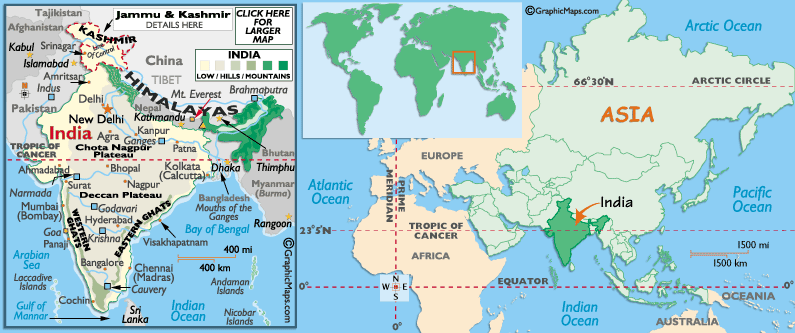 Tajikistan
Afghanistan
Jammu & Kashmir
DETAILS HERE
CLICK HERE
FOR
LARGER
MAP
KASHMIR
Kabul
Srinagar
Line
Of Control
Islamabad
China
TIBET
INDIA
LOW / HILLS / MOUNTAINS
Amritsar
Indus
HIMALAYAS
Mt. Everest
Brahmaputra
Pakistan
Delhi
New Delhi
Nepal
Kathmandu
India
Agra
Kanpur
Ganges
Patna
Bhutan
Thimphu
Chota Nagpur
Plateau
TROPIC OF
CANCER
Ahmadabad
Bhopal
Kolkata
(Calcutta)
Dhaka
Myanmar
(Burma)
Surat
Nagpur
Narmada
Deccan Plateau
Bangladesh
Mouths of the
Ganges
Mumbai
(Bombay)
Godavari
Hyderabad
Rangoon
WESTERN
GHATS
EASTERN GHATS
Bay of Bengal
Goa
Panaji
Krishna
Visakhapatnam
400 mi
400 km
Arabian
Sea
Bangalore
Chennai
(Madras)
Cauvery
Laccadive
Islands
Andaman
Islands
Cochin
Gulf of
Mannar
Sri
Lanka
Indian
Ocean
Nicobar
Islands
©GraphicMaps.com
©GraphicMaps.com
Arctic Ocean
66°30'N
ARCTIC CIRCLE
ASIA
EUROPE
Atlantic
Ocean
PRIME
MERIDIAN
Pacific
Ocean
India
TROPIC OF
CANCER
23°5'N
AFRICA
1500 mi
1500 km
EQUATOR
N
W E
S
0°
0°
0°
Indian
Ocean
OCEANIA
AUSTRALIA